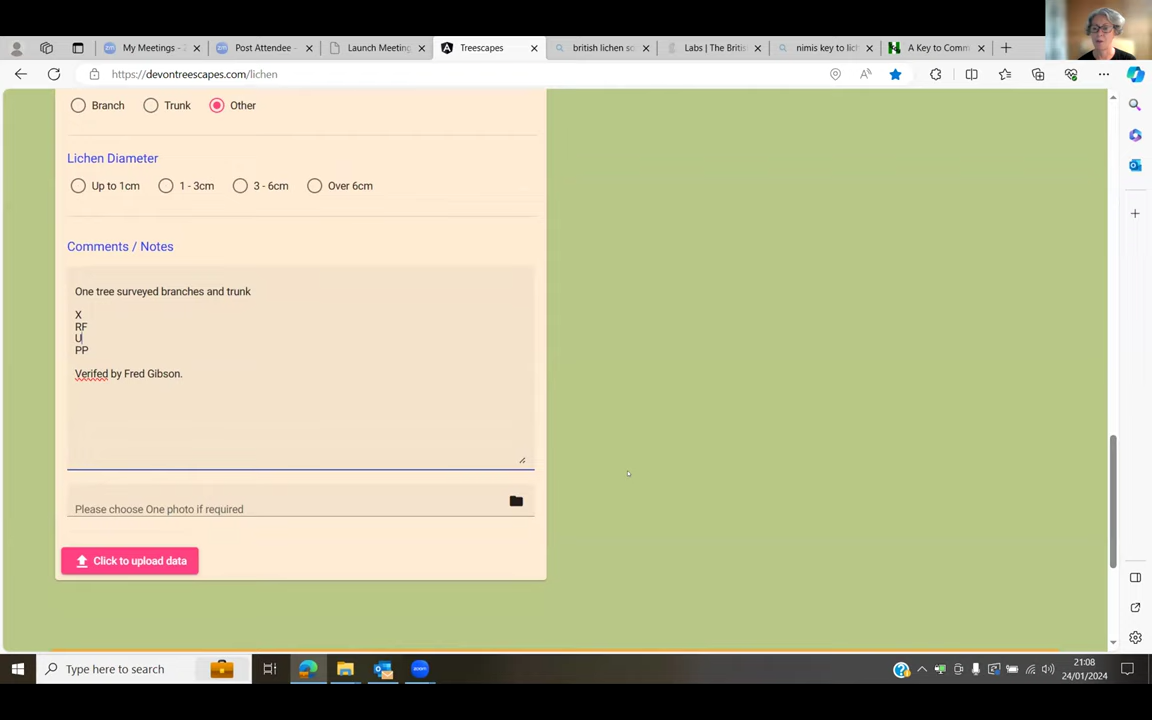 My Meetings - Z
Post Attendee -
Launch Meeting
Treescapes
british lichen so
Labs | The Briti
nimis key to lich
A Key to Comm
https://devontreescapes.com/lichen
Branch
Trunk
Other
Lichen Diameter
Up to 1cm
1 - 3cm
3 - 6cm
Over 6cm
Comments / Notes
One tree surveyed branches and trunk
X
RF
U
PP
Verifed by Fred Gibson.
Please choose One photo if required
Click to upload data
Type here to search
21:08
24/01/2024